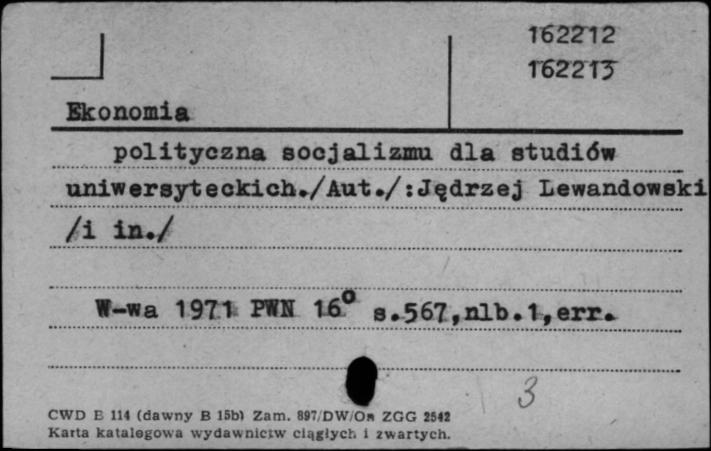 162212
162213
Ekonomia
polityczna socjalizmu dla studiów
uniwersyteckich./Aut./:Jędrzej Lewandowski
/i in./
W-wa 1971 PWN 16° s.567,nlb.1,err.
3
CWD E 114 (dawny B 15b) Zam. 897/DW/On ZGG 2542
Karta katalogowa wydawnictw ciągłych i zwartych.